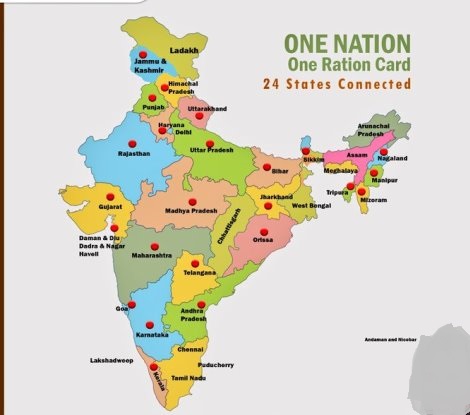 ONE NATION
One Ration Card
24 States Connected
Ladakh
Jammu &
Kashmir
Himachal
Pradesh
Punjab
Uttarakhand
Haryana
Delhi
Arunachal
Pradesh
Rajasthan
Uttar Pradesh
Sikkim
Assam
Nagaland
Bihar
Meghalaya
Manipur
Tripura
Mizoram
Gujarat
Madhya Pradesh
Jharkhand
West Bengal
Chhattisgarh
Daman & Diu
Dadra & Nagar
Havell
Orissa
Maharashtra
Telangana
Goa
Andhra
Pradesh
Karnataka
Andaman and Nicobar
Chennai
Lakshadweep
Puducherry
Kerala
Tamil Nadu